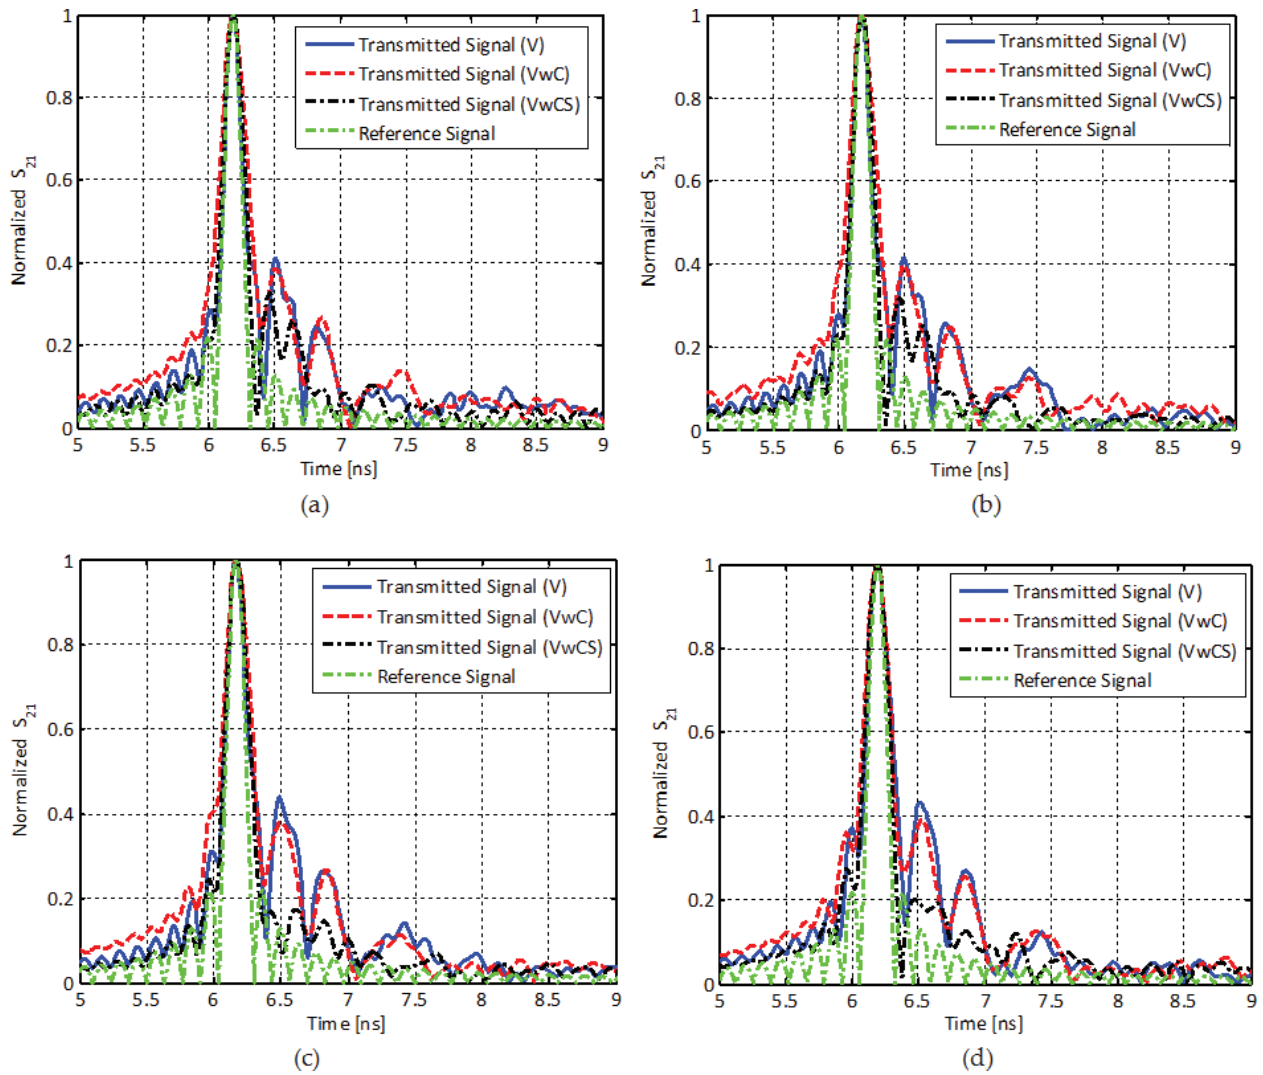 1
0.8
0.6
0.4
0.2
0
Normalized S21
Transmitted Signal (V)
Transmitted Signal (VwC)
Transmitted Signal (VwCS)
Reference Signal
5 5.5 6 6.5 7 7.5 8 8.5 9
Time [ns]
(a)
1
0.8
0.6
0.4
0.2
0
Normalized S21
Transmitted Signal (V)
Transmitted Signal (VwC)
Transmitted Signal (VwCS)
Reference Signal
5 5.5 6 6.5 7 7.5 8 8.5 9
Time [ns]
(b)
1
0.8
0.6
0.4
0.2
0
Normalized S21
Transmitted Signal (V)
Transmitted Signal (VwC)
Transmitted Signal (VwCS)
Reference Signal
5 5.5 6 6.5 7 7.5 8 8.5 9
Time [ns]
(c)
1
0.8
0.6
0.4
0.2
0
Normalized S21
Transmitted Signal (V)
Transmitted Signal (VwC)
Transmitted Signal (VwCS)
Reference Signal
5 5.5 6 6.5 7 7.5 8 8.5 9
Time [ns]
(d)